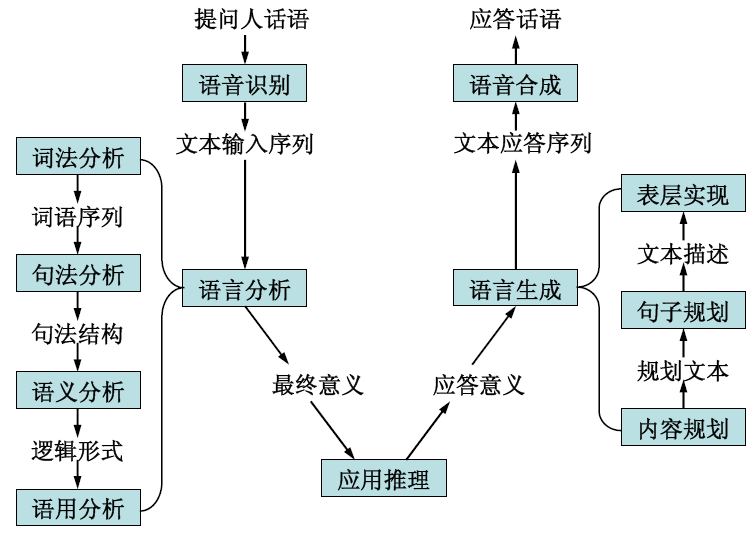 提问人话语
应答话语
语音识别
语音合成
文本输入序列
文本应答序列
词法分析
词语序列
句法分析
句法结构
语义分析
逻辑形式
语用分析
语言分析
语言生成
表层实现
文本描述
句子规划
规划文本
内容规划
最终意义
应答意义
应用推理